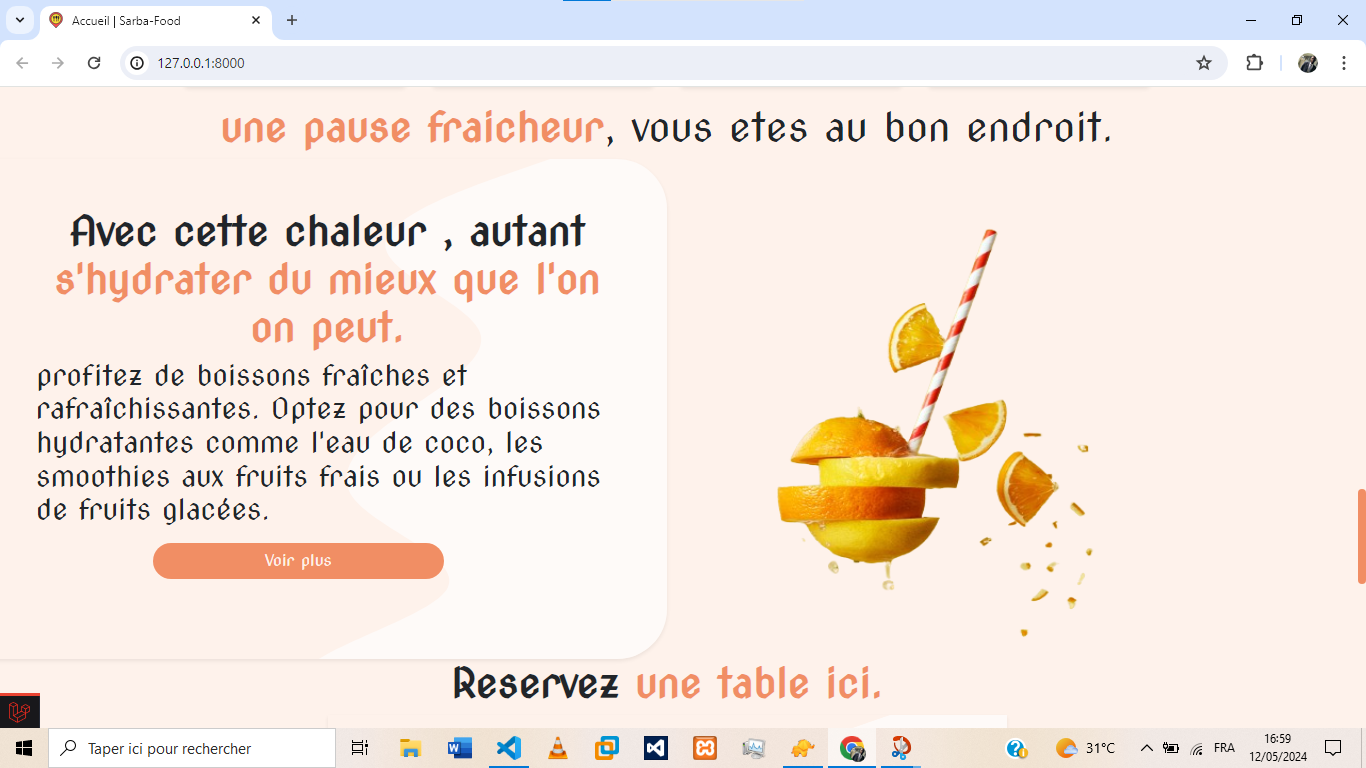 Accueil | Sarba-Food
127.0.0.1:8000
une pause fraicheur, vous etes au bon endroit.
Avec cette chaleur , autant
s'hydrater du mieux que l'on
on peut.
profitez de boissons fraîches et
rafraîchissantes. Optez pour des boissons
hydratantes comme l'eau de coco, les
smoothies aux fruits frais ou les infusions
de fruits glacées.
Voir plus
Reservez une table ici.
Taper ici pour rechercher
31°C
FRA
16:59
12/05/2024